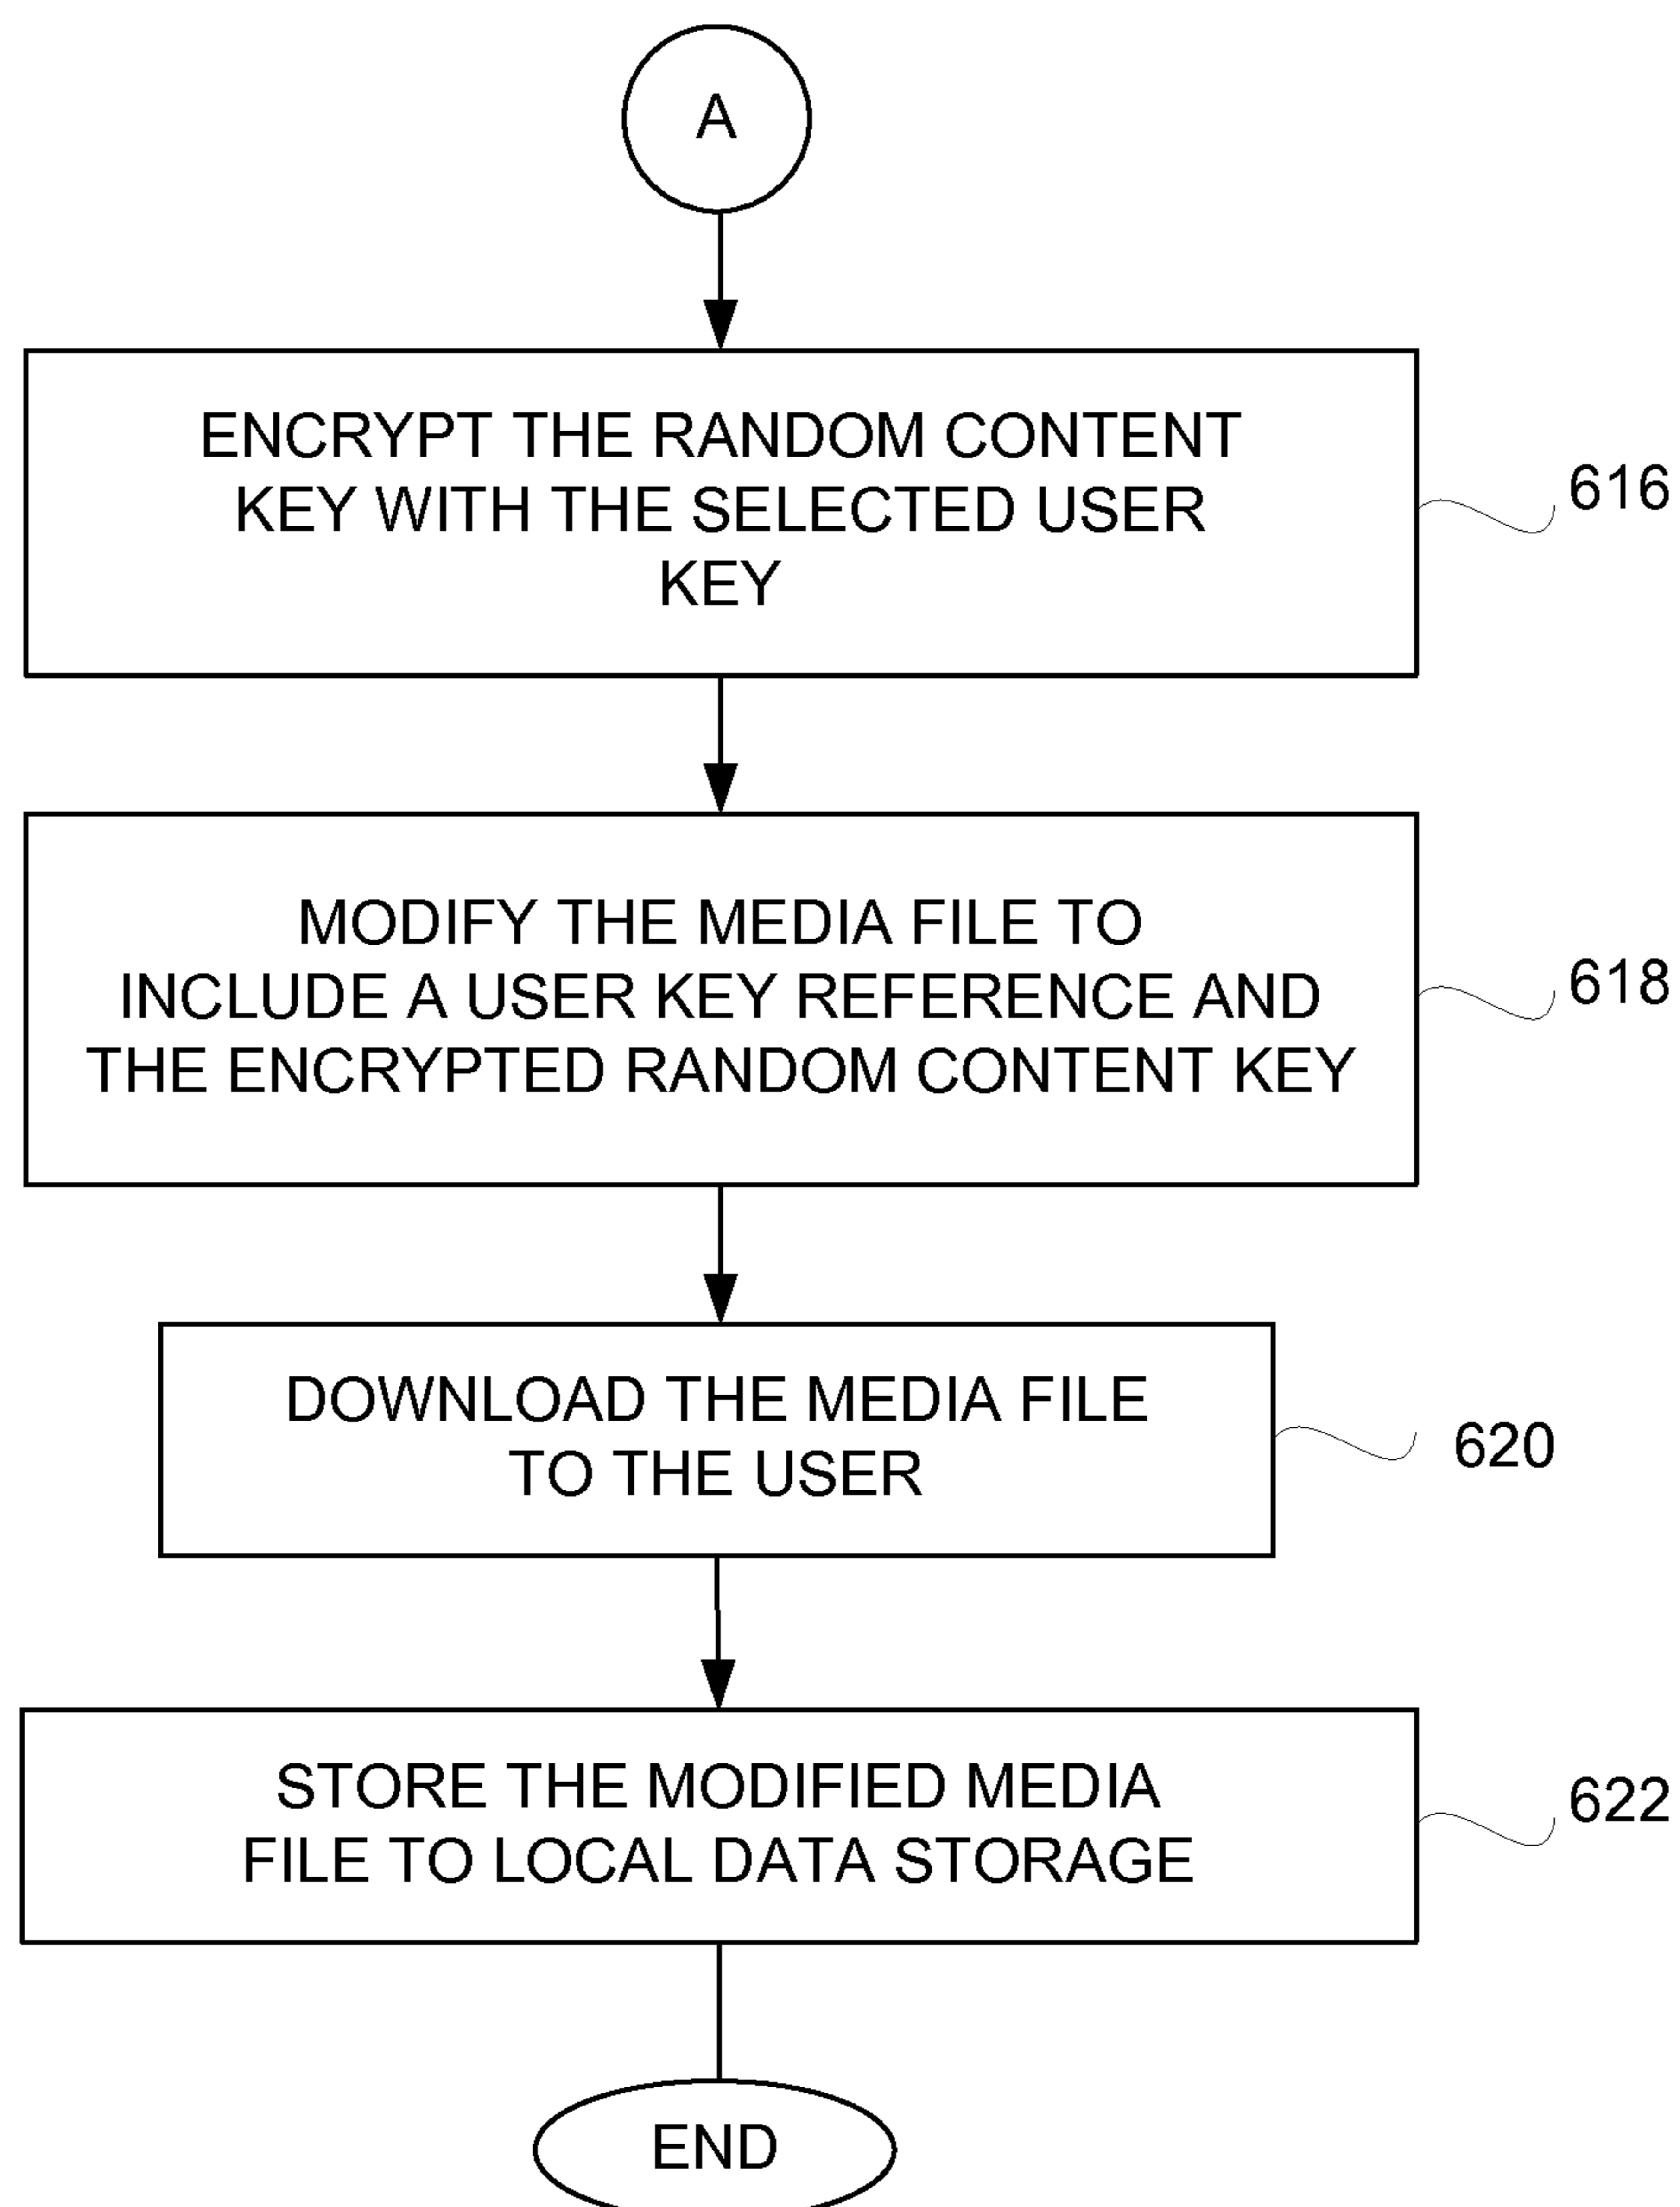 A
ENCRYPT THE RANDOM CONTENT
KEY WITH THE SELECTED USER
KEY
616
MODIFY THE MEDIA FILE TO
INCLUDE A USER KEY REFERENCE AND
THE ENCRYPTED RANDOM CONTENT KEY
618
DOWNLOAD THE MEDIA FILE
TO THE USER
620
STORE THE MODIFIED MEDIA
FILE TO LOCAL DATA STORAGE
622
END